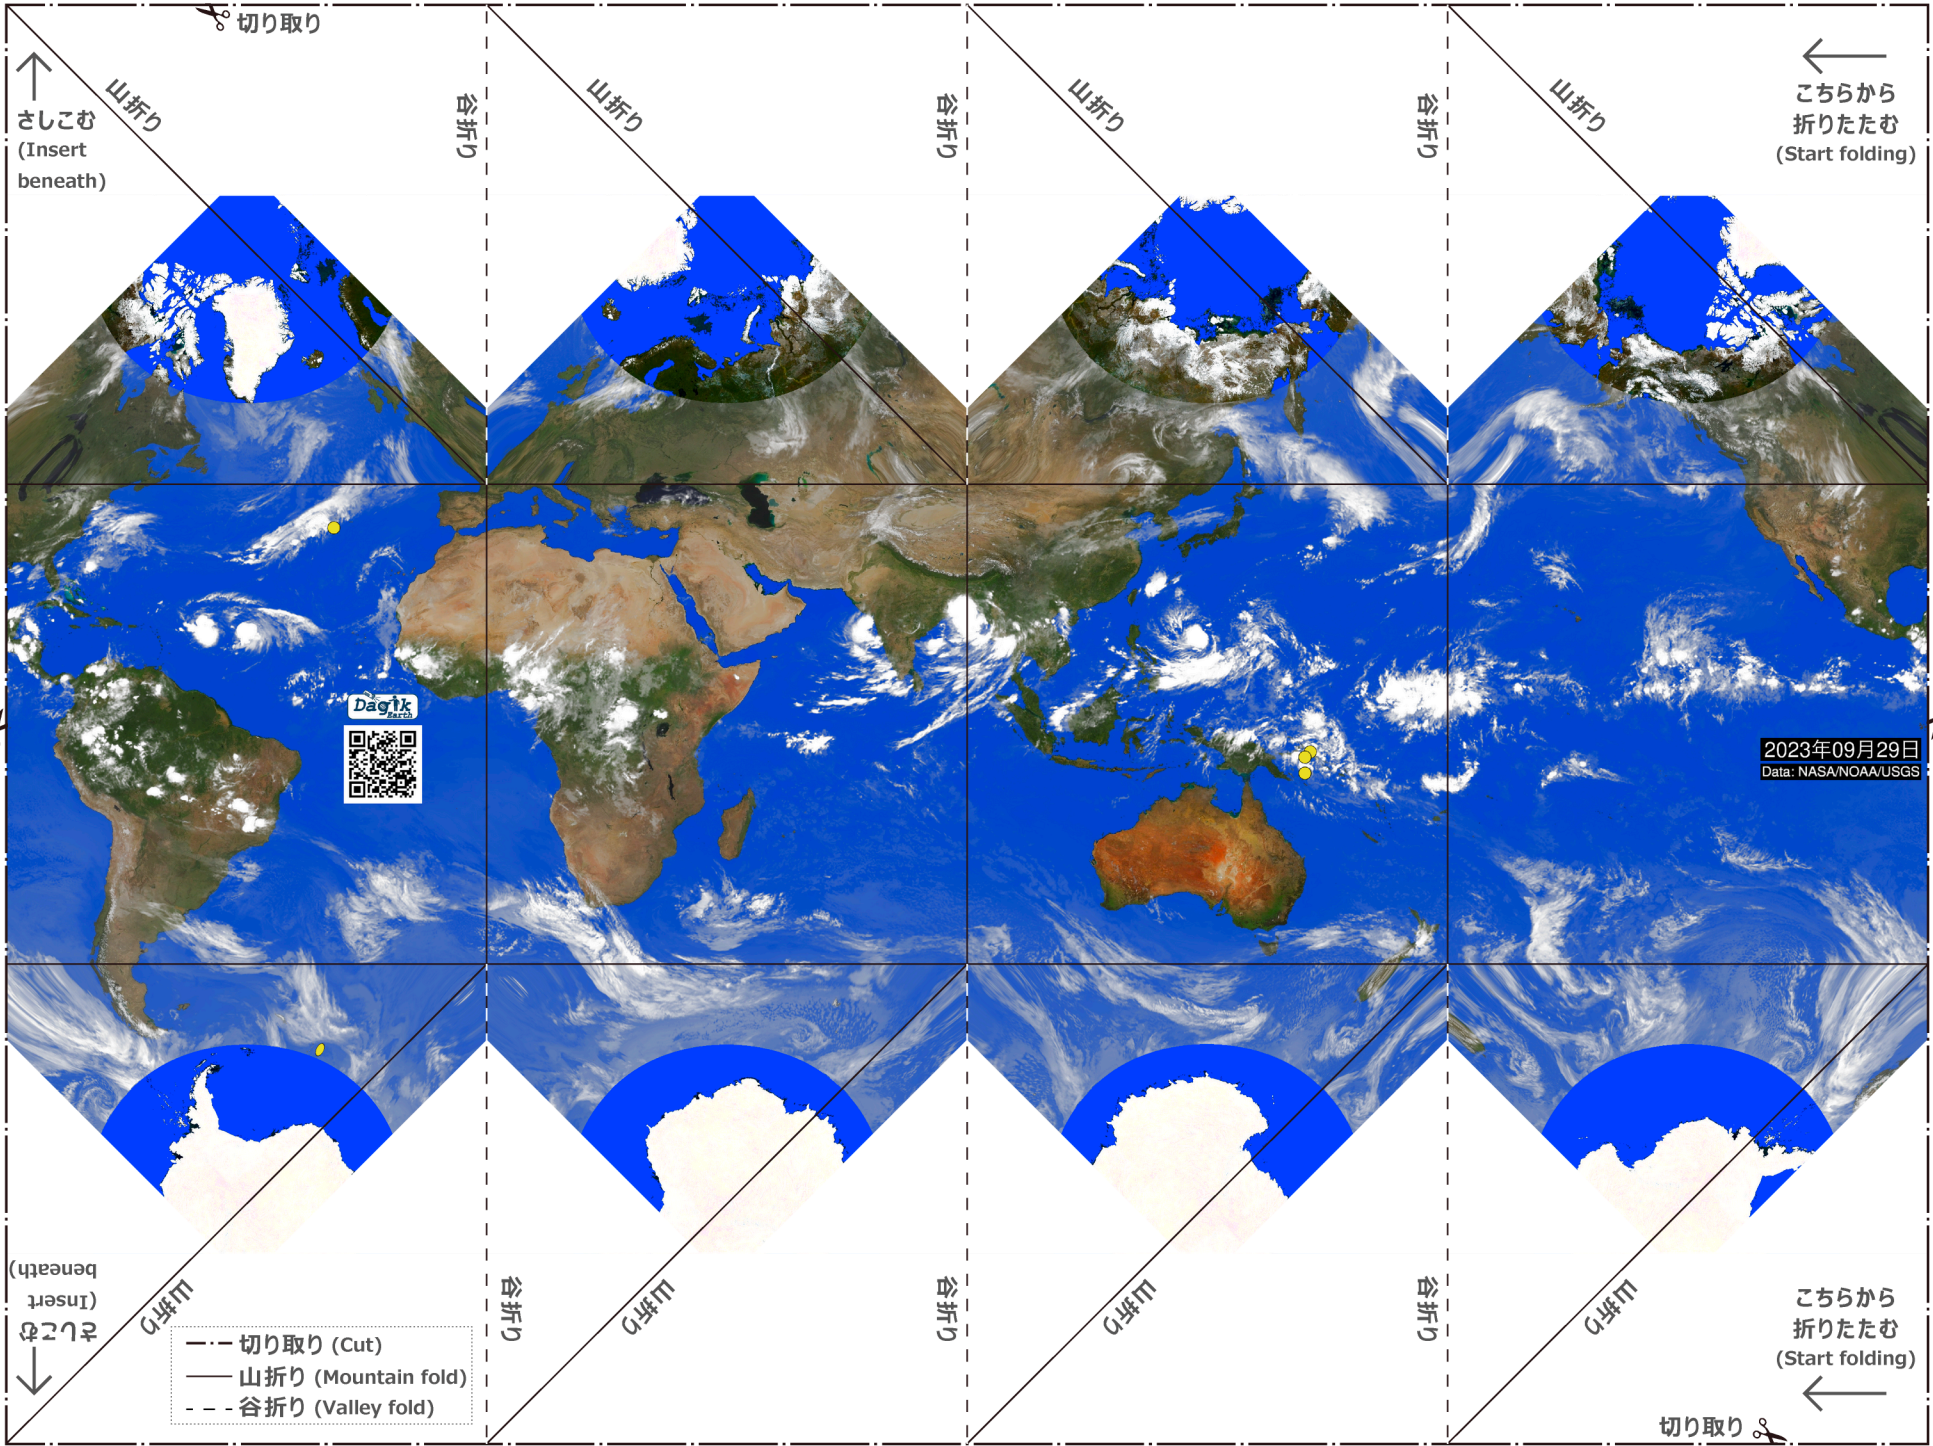 切り取り
山折り
谷折り
山折り
谷折り
山折り
谷折り
山折り
さしこむ
(Insert
beneath)
こちらから
折りたたむ
(Start folding)
Dagik
Earth
2023年09月29日
Data: NASA/NOAA/USGS
さしこむ
(Insert
beneath)
山折り
谷折り
山折り
谷折り
山折り
谷折り
山折り
こちらから
折りたたむ
(Start folding)
切り取り (Cut)
山折り (Mountain fold)
谷折り (Valley fold)
切り取り